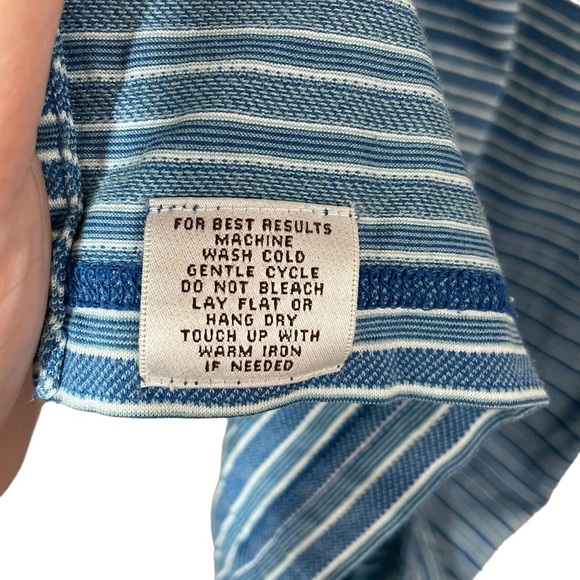 FOR BEST RESULTS
MACHINE
WASH COLD
GENTLE CYCLE
DO NOT BLEACH
LAY FLAT OR
HANG DRY
TOUCH UP WITH
WARM IRON
IF NEEDED